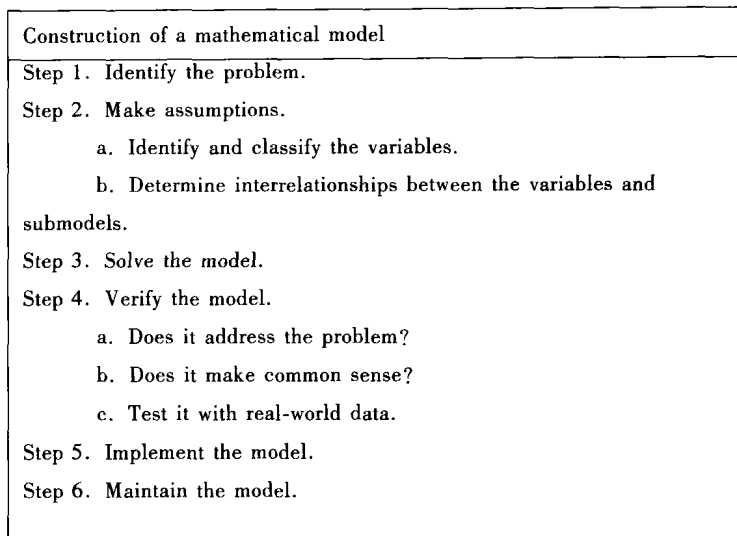 Construction of a mathematical model
Step 1. Identify the problem.
Step 2. Make assumptions.
a. Identify and classify the variables.
b. Determine interrelationships between the variables and
submodels.
Step 3. Solve the model.
Step 4. Verify the model.
a. Does it address the problem?
b. Does it make common sense?
c. Test it with real-world data.
Step 5. Implement the model.
Step 6. Maintain the model.